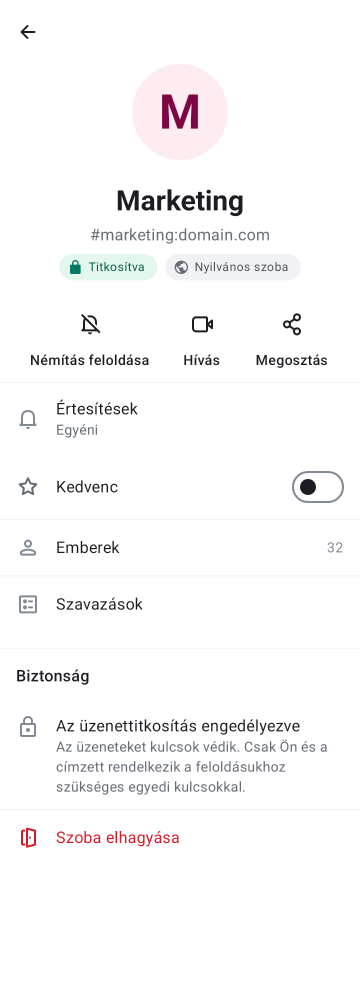 M
Marketing
#marketing:domain.com
Titkosítva
Nyilvános szoba
Némítás feloldása
Hívás
Megosztás
Értesítések
Egyéni
Kedvenc
Emberek
32
Szavazások
Biztonság
Az üzenettitkosítás engedélyezve
Az üzeneteket kulcsok védik. Csak Ön és a
címzett rendelkezik a feloldásukhoz
szükséges egyedi kulcsokkal.
Szoba elhagyása